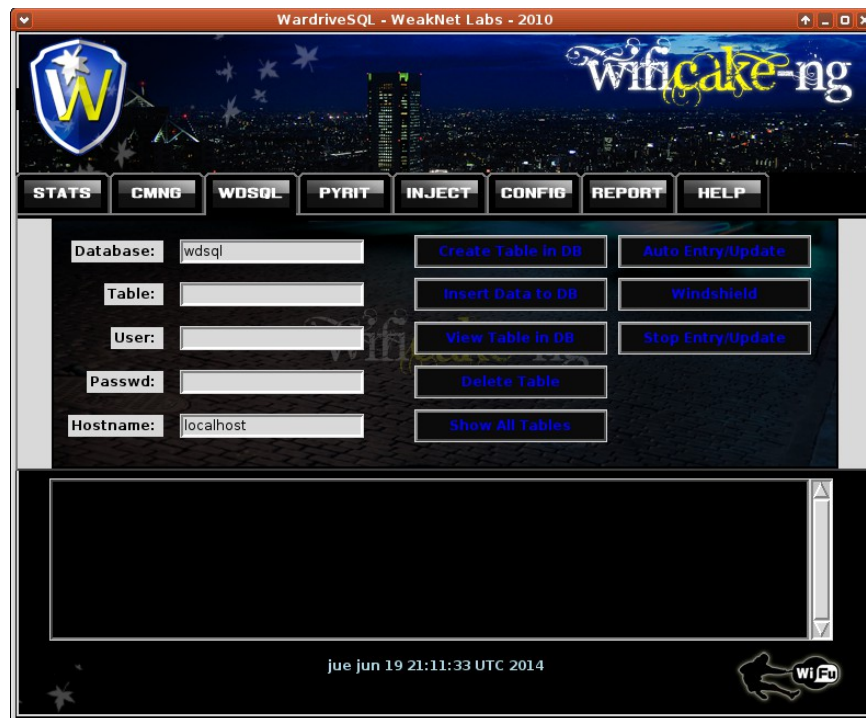 WardriveSQL - WeakNet Labs - 2010
W
wificake-ng
STATS CMNG WDSQL PYRIT INJECT CONFIG REPORT HELP
Database: wdsql Create Table in DB Auto Entry/Update
Table: Insert Data to DB Windshield
User: View Table in DB Stop Entry/Update
wificake-ng
Passwd: Delete Table
Hostname: localhost Show All Tables
jue jun 19 21:11:33 UTC 2014
WiFu